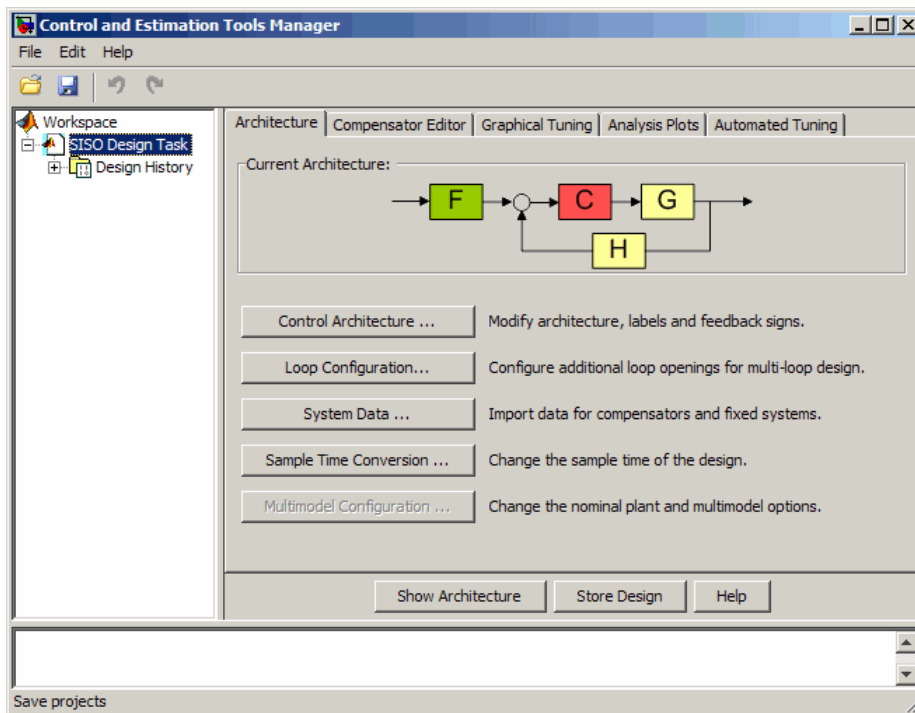 Control and Estimation Tools Manager
File Edit Help
Workspace
SISO Design Task
Design History
Architecture Compensator Editor Graphical Tuning Analysis Plots Automated Tuning
Current Architecture:
F C G
H
Control Architecture ... Modify architecture, labels and feedback signs.
Loop Configuration... Configure additional loop openings for multi-loop design.
System Data ... Import data for compensators and fixed systems.
Sample Time Conversion ... Change the sample time of the design.
Multimodel Configuration ... Change the nominal plant and multimodel options.
Show Architecture Store Design Help
Save projects